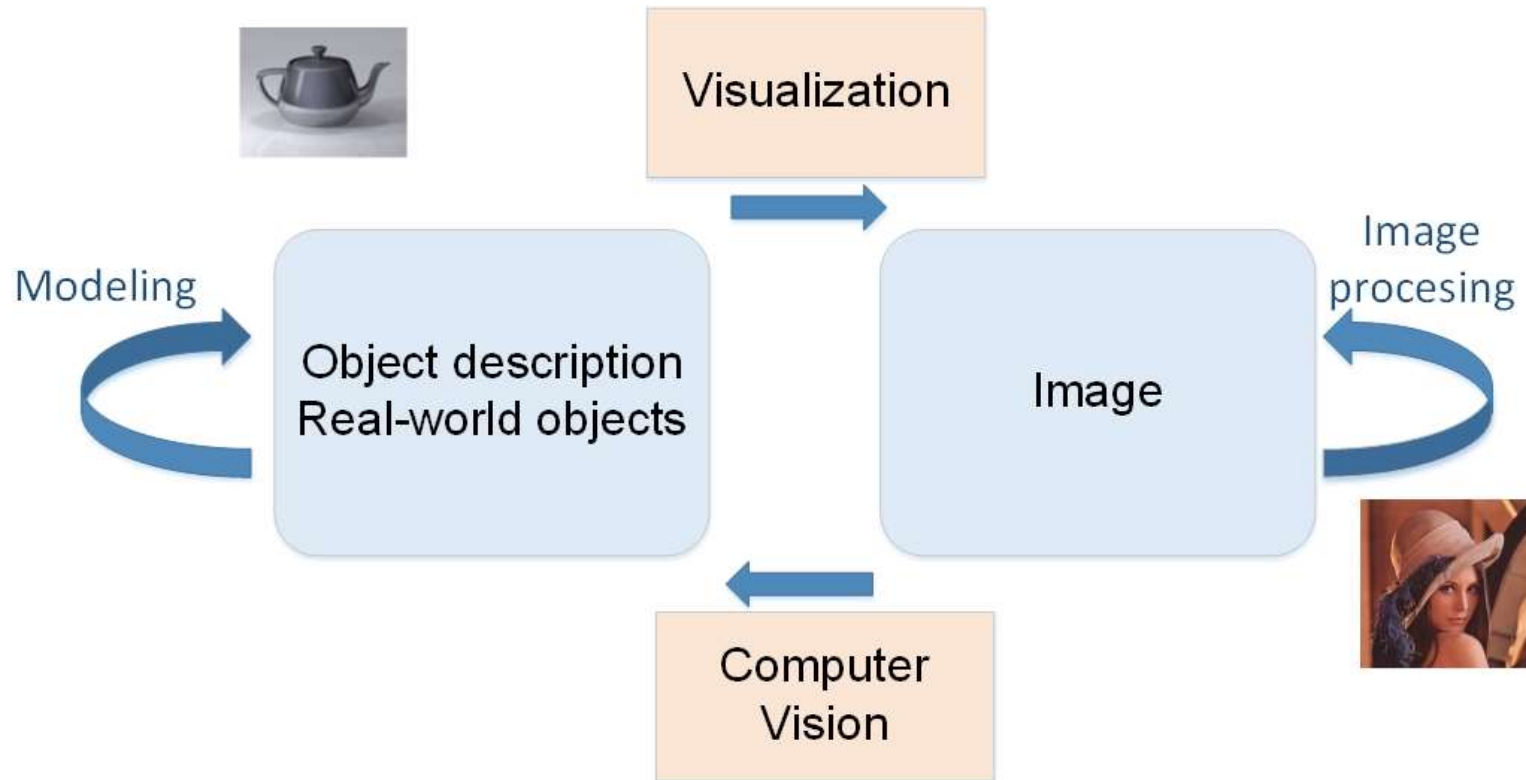 Visualization
Modeling
Object description
Real-world objects
Image
Image
procesing
Computer
Vision